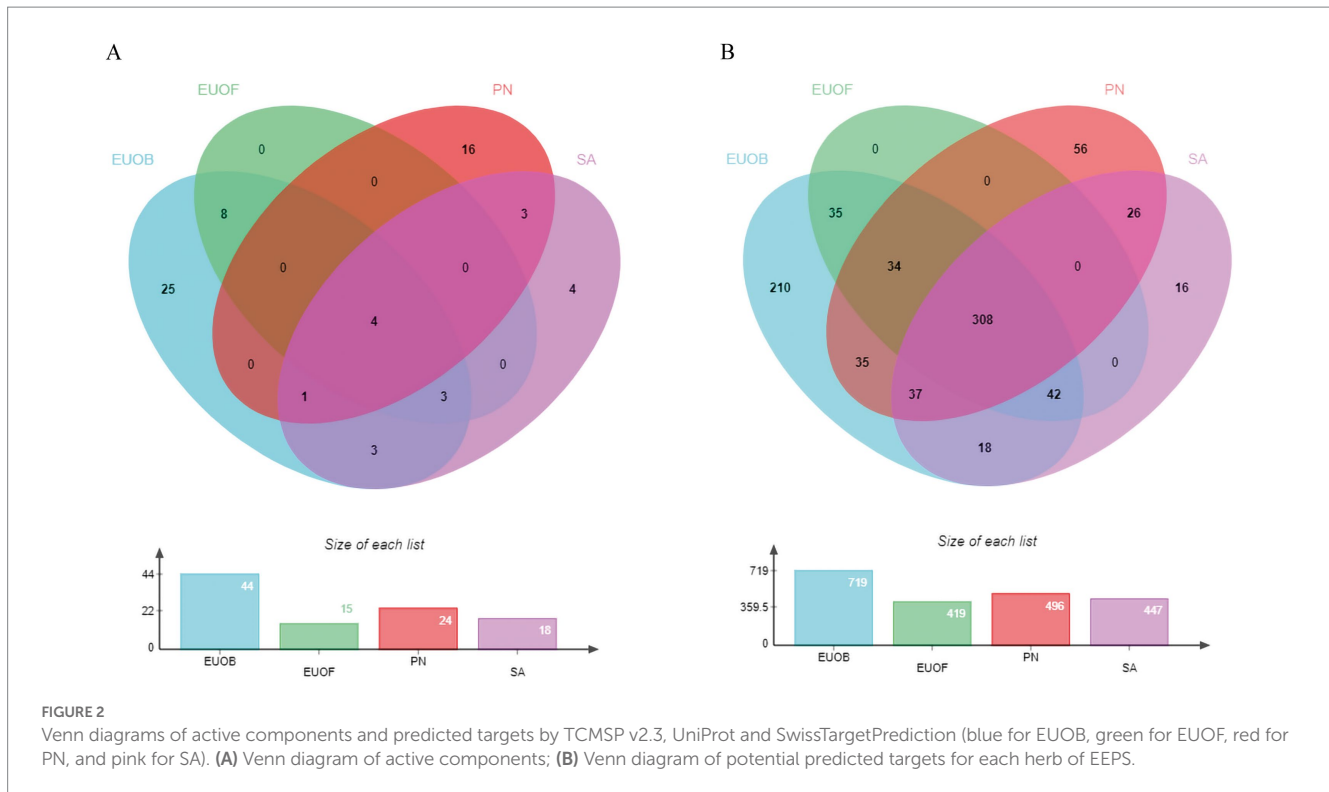 A
B
EUOF
PN
EUOF
PN
EUOB
SA
EUOB
SA
0
16
0
56
0
0
8
3
35
26
0
0
34
0
25
4
210
16
4
308
0
0
35
0
1
3
37
42
3
18
Size of each list
Size of each list
44
22
0
44
15
24
18
EUOB
EUOF
PN
SA
719
359.5
0
719
419
496
447
EUOB
EUOF
PN
SA
FIGURE 2
Venn diagrams of active components and predicted targets by TCMSP v2.3, UniProt and SwissTargetPrediction (blue for EUOB, green for EUOF, red for
PN, and pink for SA). (A) Venn diagram of active components; (B) Venn diagram of potential predicted targets for each herb of EEPS.